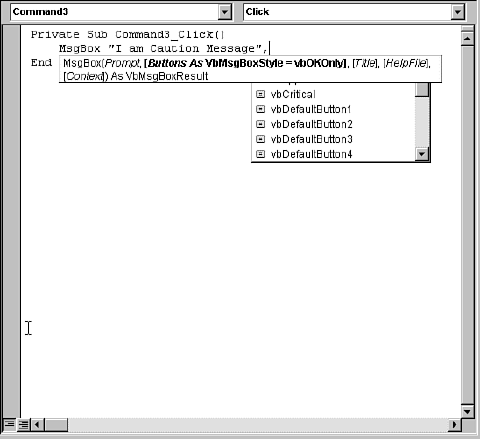 Command3
Click
Private Sub Command3_Click()
MsgBox "I am Caution Message",
End
MsgBox(Prompt, [Buttons As VbMsgBoxStyle = vbOKOnly], [Title], [HelpFile],
[Context]) As VbMsgBoxResult
vbCritical
vbDefaultButton1
vbDefaultButton2
vbDefaultButton3
vbDefaultButton4